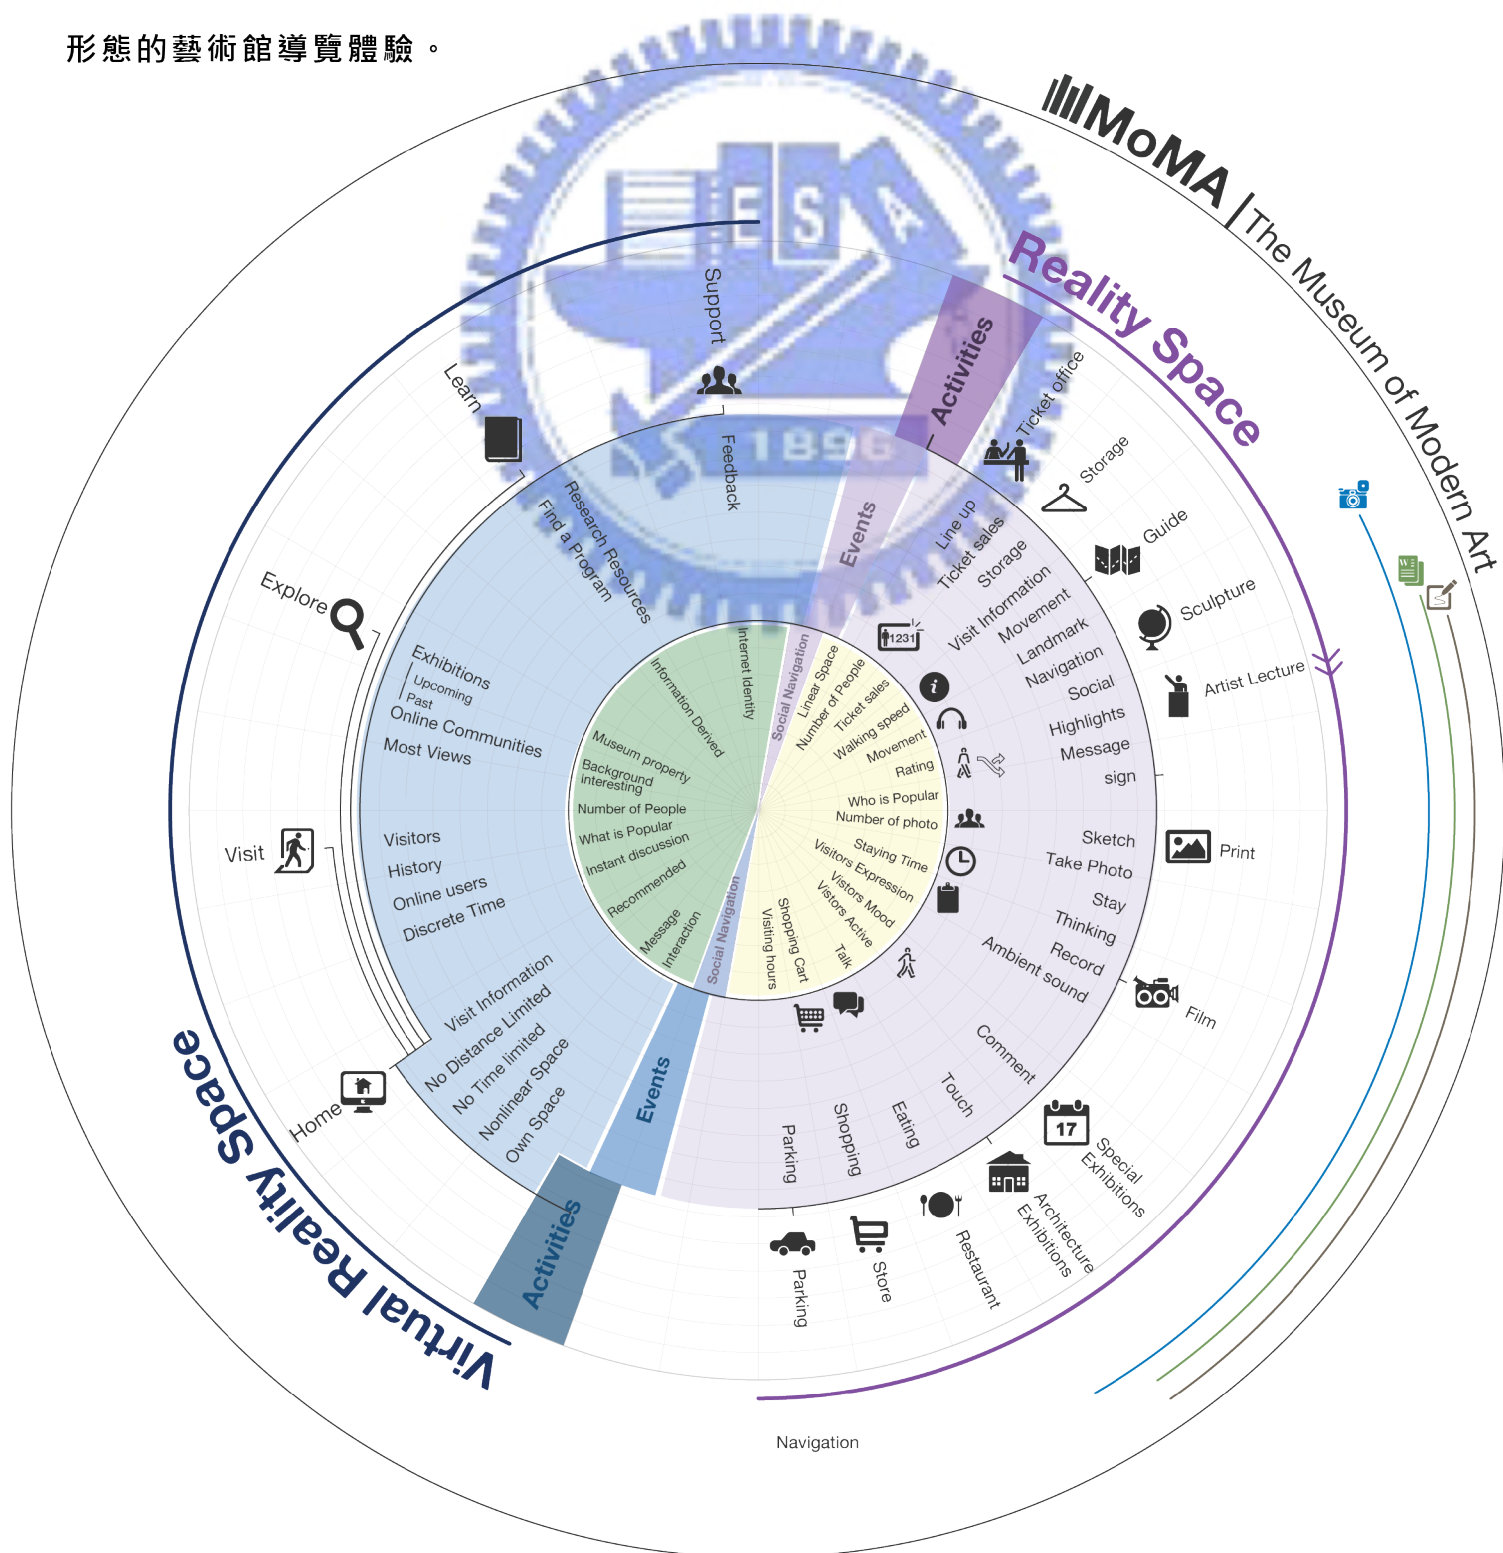 形態的藝術館導覽體驗。
MoMA | The Museum of Modern Art
Reality Space
Activities
Ticket office
Storage
Guide
Sculpture
Artist Lecture
Print
Film
Special
Exhibitions
Architecture
Exhibitions
Restaurant
Store
Parking
Events
Line up
Ticket sales
Storage
Visit Information
Movement
Landmark
Navigation
Social
Highlights
Message
sign
Sketch
Take Photo
Stay
Thinking
Record
Ambient sound
Comment
Touch
Eating
Shopping
Parking
Social Navigation
Linear Space
Number of People
Ticket sales
Walking speed
Movement
Rating
Who is Popular
Number of photo
Staying Time
Visitors Expression
Vistors Mood
Vistors Active
Talk
Shopping Cart
Visiting hours
1231
17
Virtual Reality Space
Activities
Support
Learn
Explore
Visit
Home
Events
Feedback
Research Resources
Find a Program
Exhibitions
Upcoming
Past
Online Communities
Most Views
Visitors
History
Online users
Discrete Time
Visit Information
No Distance Limited
No Time limited
Nonlinear Space
Own Space
Social Navigation
Internet Identity
Information Derived
Museum property
Background
interesting
Number of People
What is Popular
Instant discussion
Recommended
Message
Interaction
Navigation
E S A
1896